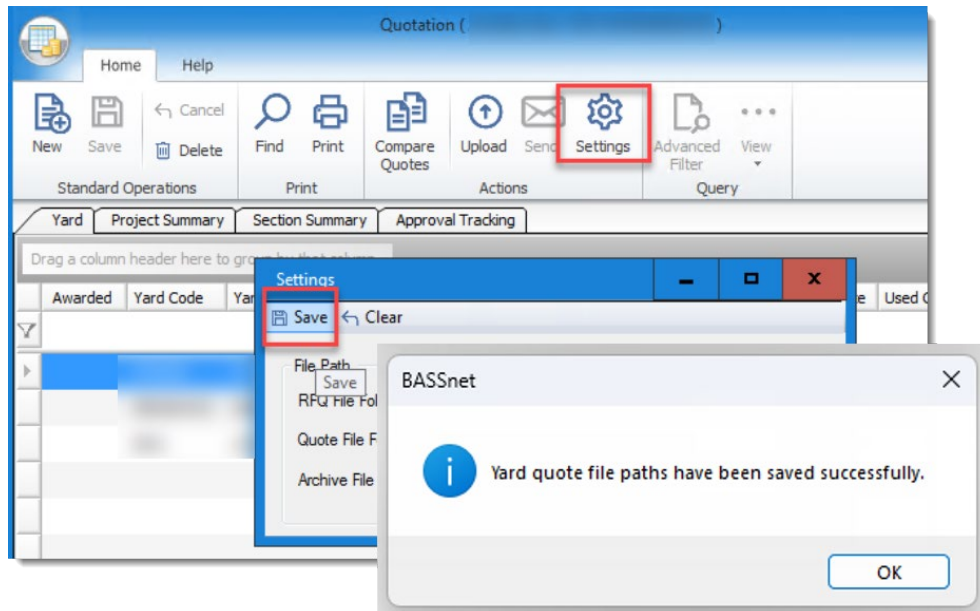 Quotation ( )
Home Help
New Save Cancel Delete Find Print Compare Quotes Upload Send Settings Advanced Filter View
Standard Operations Print Actions Query
Yard Project Summary Section Summary Approval Tracking
Drag a column header here to group by that column
Awarded Yard Code Used
Settings
Save Clear
File Path
Save
RFQ File
Quote File
Archive File
BASSnet
Yard quote file paths have been saved successfully.
OK